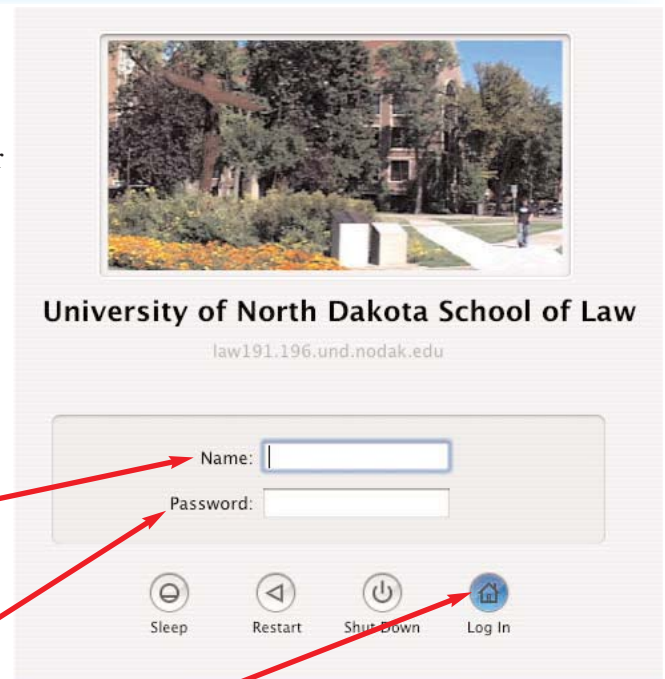 r
University of North Dakota School of Law
law191.196.und.nodak.edu
Name:
Password:
Sleep Restart Shut Down Log In